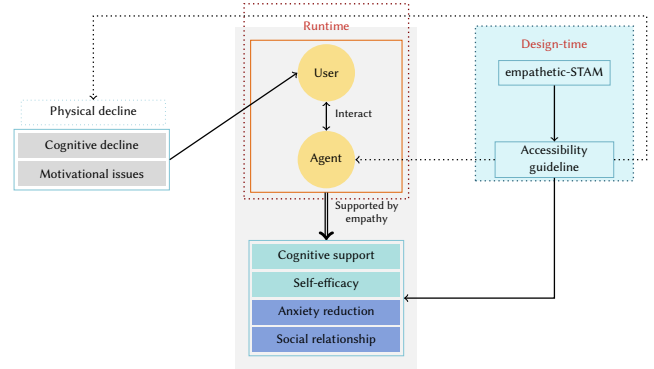 Runtime
Design-time
User
empathetic-STAM
Interact
Physical decline
Cognitive decline
Motivational issues
Agent
Accessibility
guideline
Supported by
empathy
Cognitive support
Self-efficacy
Anxiety reduction
Social relationship